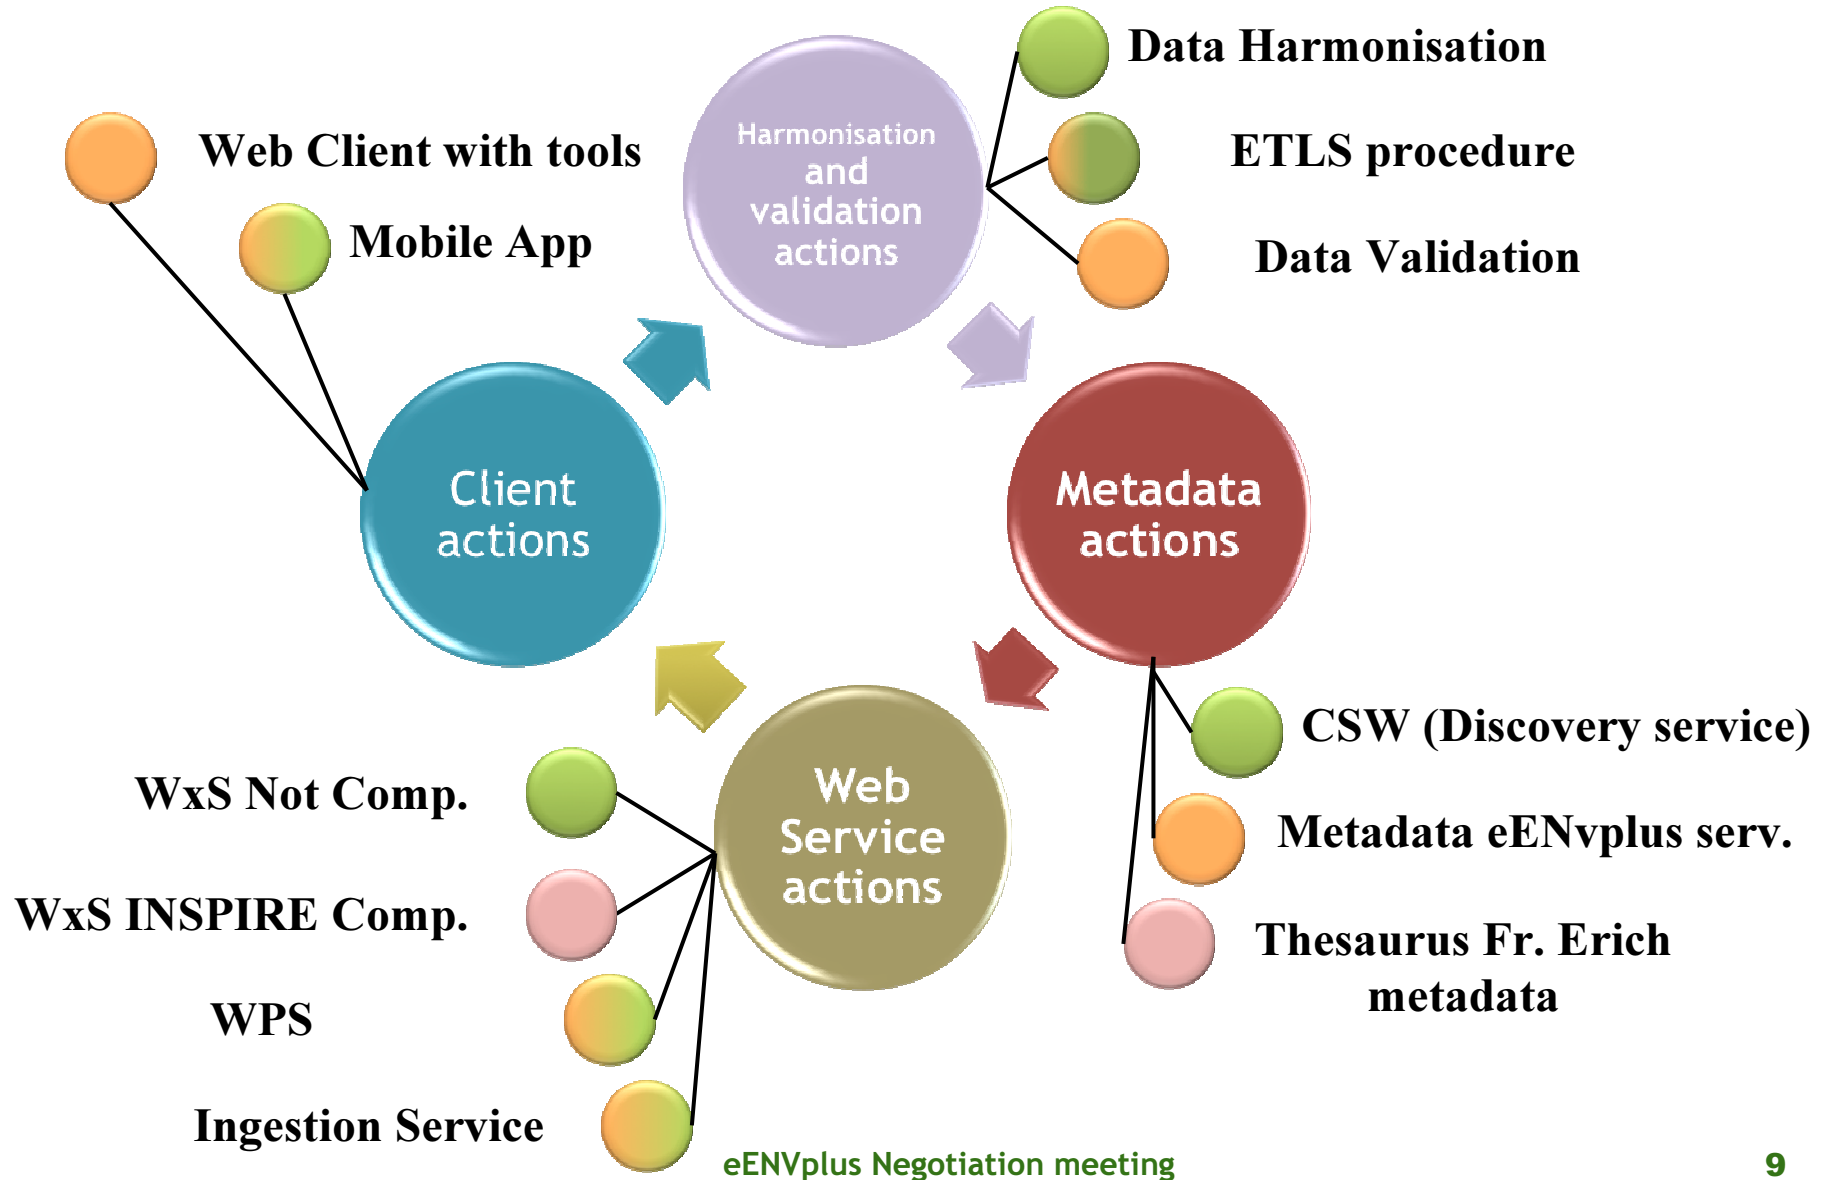 Data Harmonisation
Web Client with tools
Harmonisation
and
validation
actions
ETLS procedure
Mobile App
Data Validation
Client
actions
Metadata
actions
CSW (Discovery service)
WxS Not Comp.
Web
Service
actions
Metadata eENvplus serv.
WxS INSPIRE Comp.
Thesaurus Fr. Erich
metadata
WPS
Ingestion Service
eENVplus Negotiation meeting
9